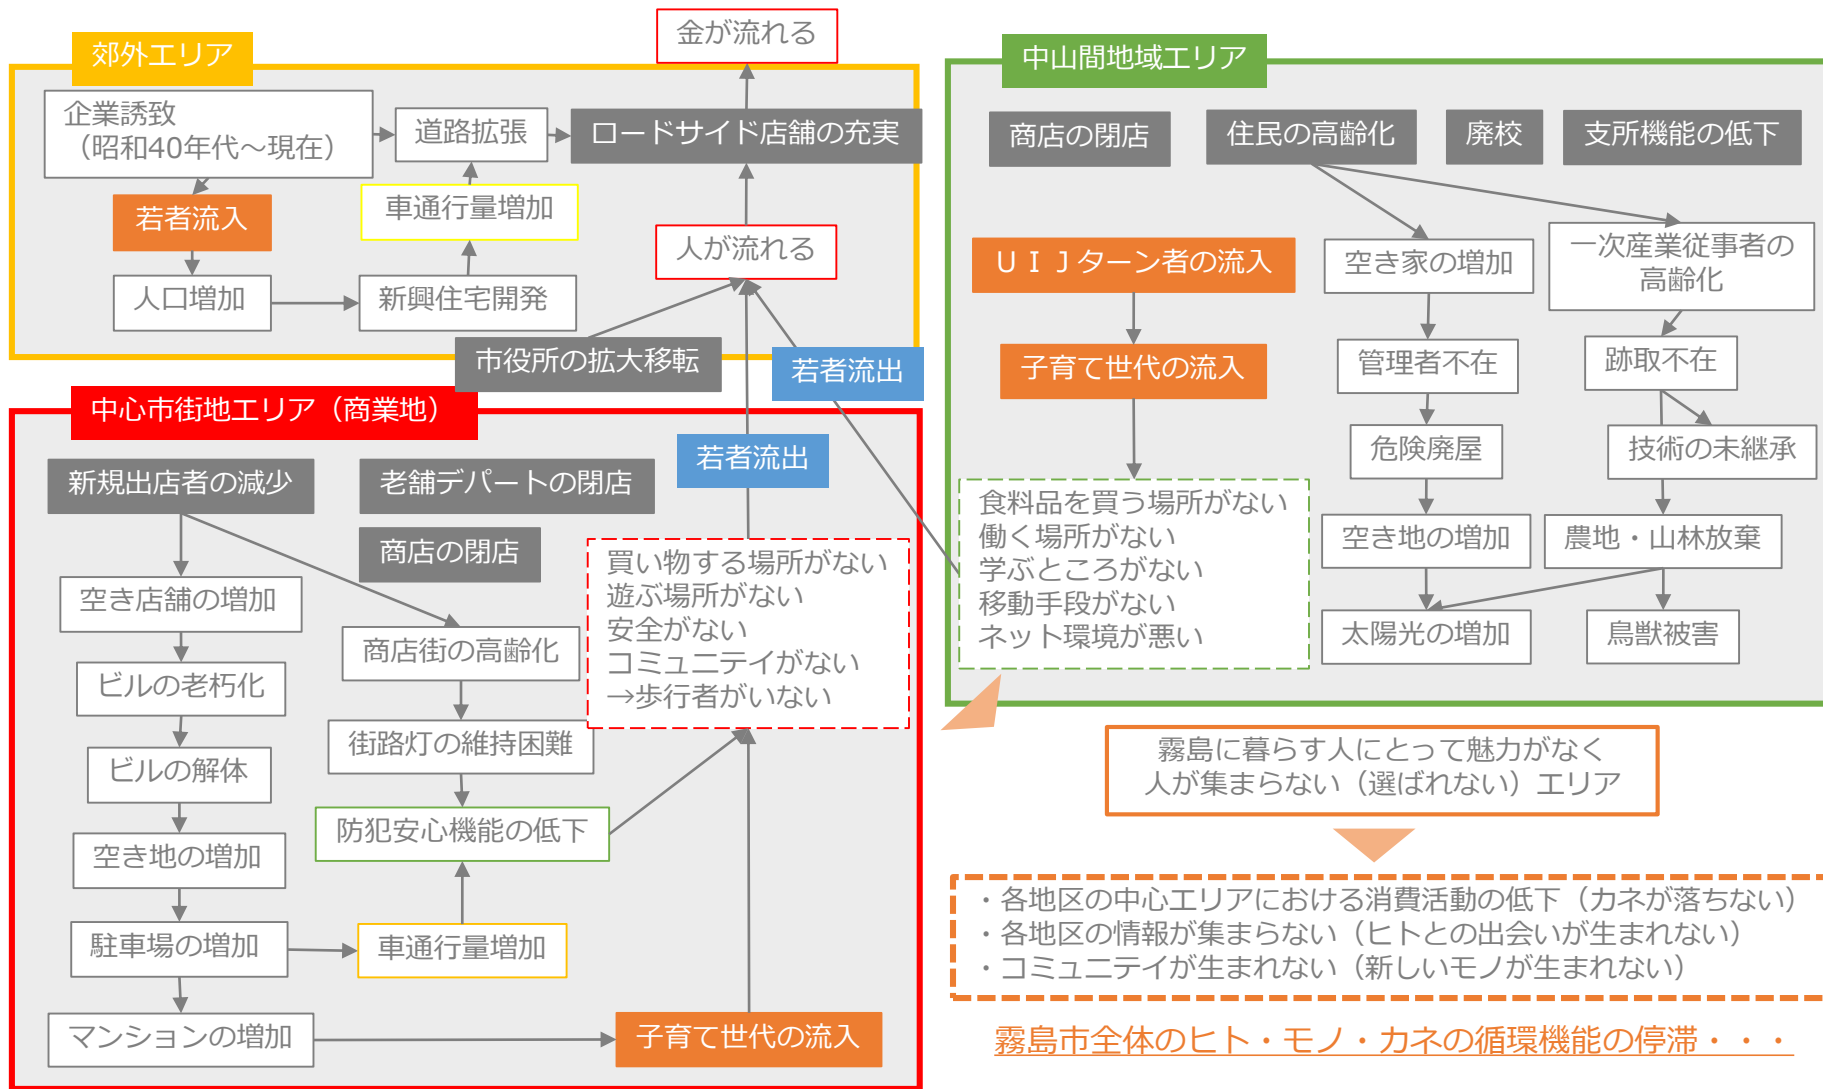 金が流れる
郊外エリア
企業誘致
（昭和40年代～現在）
道路拡張
ロードサイド店舗の充実
若者流入
車通行量増加
人が流れる
人口増加
新興住宅開発
市役所の拡大移転
若者流出
中心市街地エリア（商業地）
若者流出
新規出店者の減少
老舗デパートの閉店
商店の閉店
買い物する場所がない
遊ぶ場所がない
安全がない
コミュニテイがない
→歩行者がいない
空き店舗の増加
商店街の高齢化
ビルの老朽化
街路灯の維持困難
ビルの解体
防犯安心機能の低下
空き地の増加
駐車場の増加
車通行量増加
マンションの増加
子育て世代の流入
中山間地域エリア
商店の閉店
住民の高齢化
廃校
支所機能の低下
ＵＩＪターン者の流入
空き家の増加
一次産業従事者の
高齢化
子育て世代の流入
管理者不在
跡取不在
危険廃屋
技術の未継承
食料品を買う場所がない
働く場所がない
学ぶところがない
移動手段がない
ネット環境が悪い
空き地の増加
農地・山林放棄
太陽光の増加
鳥獣被害
霧島に暮らす人にとって魅力がなく
人が集まらない（選ばれない）エリア
・各地区の中心エリアにおける消費活動の低下（カネが落ちない）
・各地区の情報が集まらない（ヒトとの出会いが生まれない）
・コミュニテイが生まれない（新しいモノが生まれない）
霧島市全体のヒト・モノ・カネの循環機能の停滞・・・